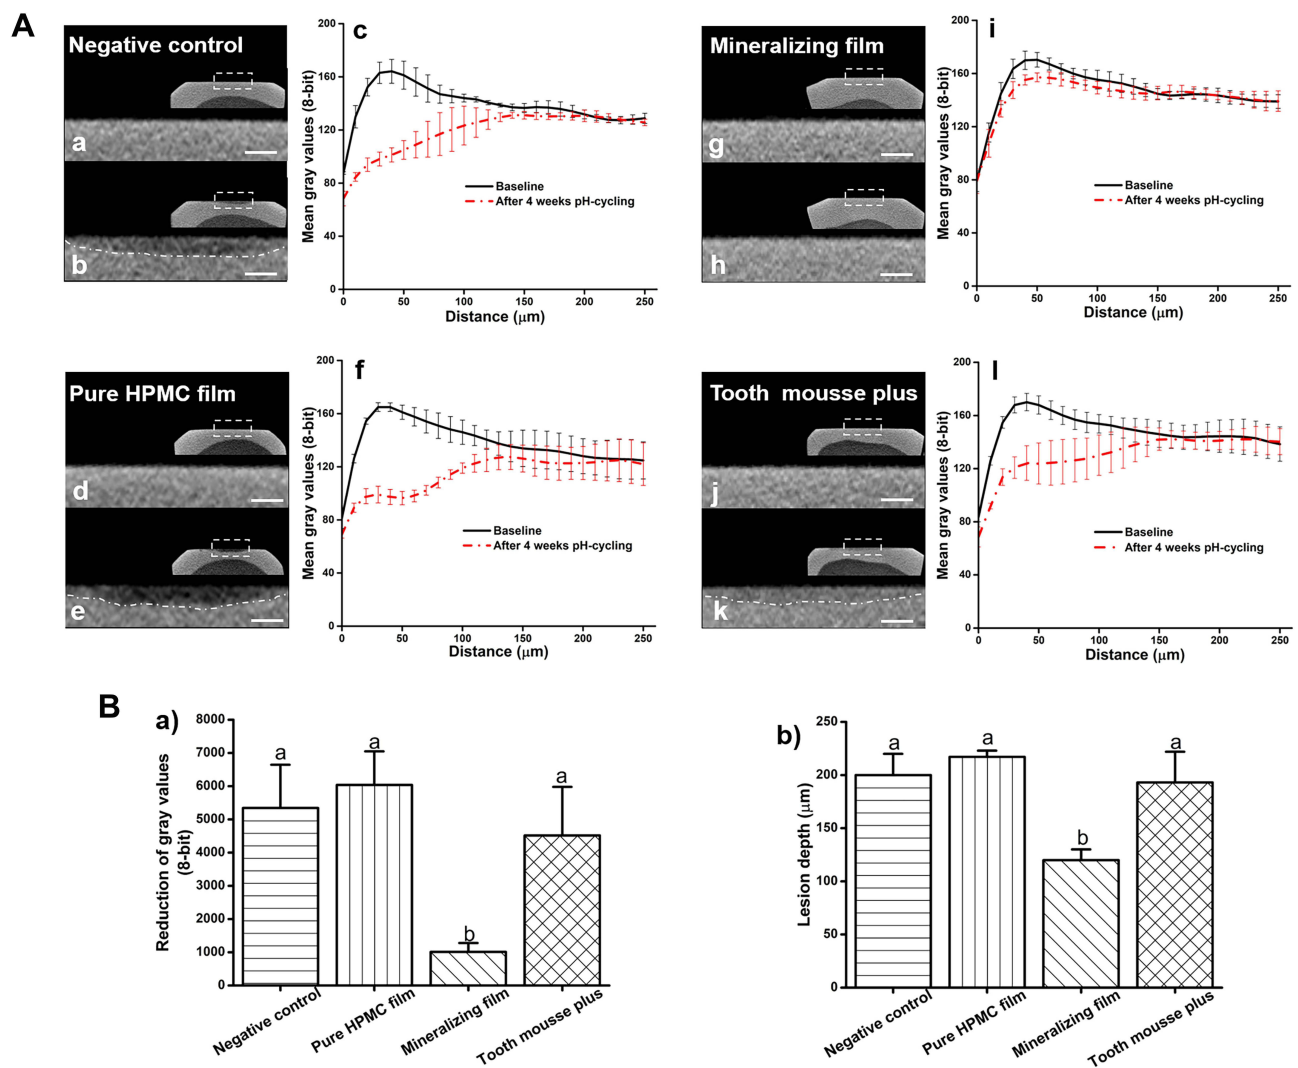 A
Negative control
a
b
c
Mean gray values (8-bit)
200
160
120
80
40
0
Baseline
After 4 weeks pH-cycling
0 50 100 150 200 250
Distance (μm)
Mineralizing film
g
h
i
Mean gray values (8-bit)
200
160
120
80
40
0
Baseline
After 4 weeks pH-cycling
0 50 100 150 200 250
Distance (μm)
Pure HPMC film
d
e
f
Mean gray values (8-bit)
200
160
120
80
40
0
Baseline
After 4 weeks pH-cycling
0 50 100 150 200 250
Distance (μm)
Tooth mousse plus
j
k
l
Mean gray values (8-bit)
200
160
120
80
40
0
Baseline
After 4 weeks pH-cycling
0 50 100 150 200 250
Distance (μm)
B
a)
Reduction of gray values
(8-bit)
8000
7000
6000
5000
4000
3000
2000
1000
0
a a b a
Negative control
Pure HPMC film
Mineralizing film
Tooth mousse plus
b)
Lesion depth (μm)
250
200
150
100
50
0
a a b a
Negative control
Pure HPMC film
Mineralizing film
Tooth mousse plus